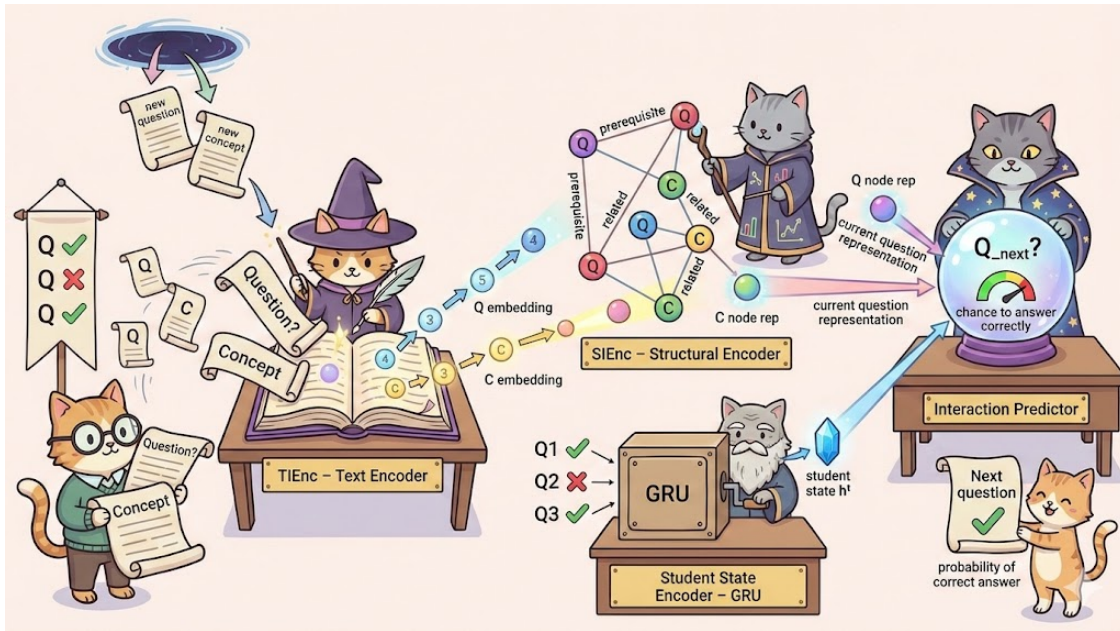 new
question
new
concept
Q ✓
Q ✗
Q ✓
Q
C
Q
Question?
Concept
Question?
Concept
4
C
3
3
C
5
4
Q embedding
C embedding
TIEnc – Text Encoder
prerequisite
prerequisite
related
related
related
Q
Q
C
Q
C
Q
C
C node rep
SIEnc – Structural Encoder
Q node rep
current question
representation
current question
representation
Q_next?
chance to answer
correctly
Interaction Predictor
Q1 ✓
Q2 ✗
Q3 ✓
GRU
student
state hᵗ
Student State
Encoder – GRU
Next
question
✓
probability of
correct answer